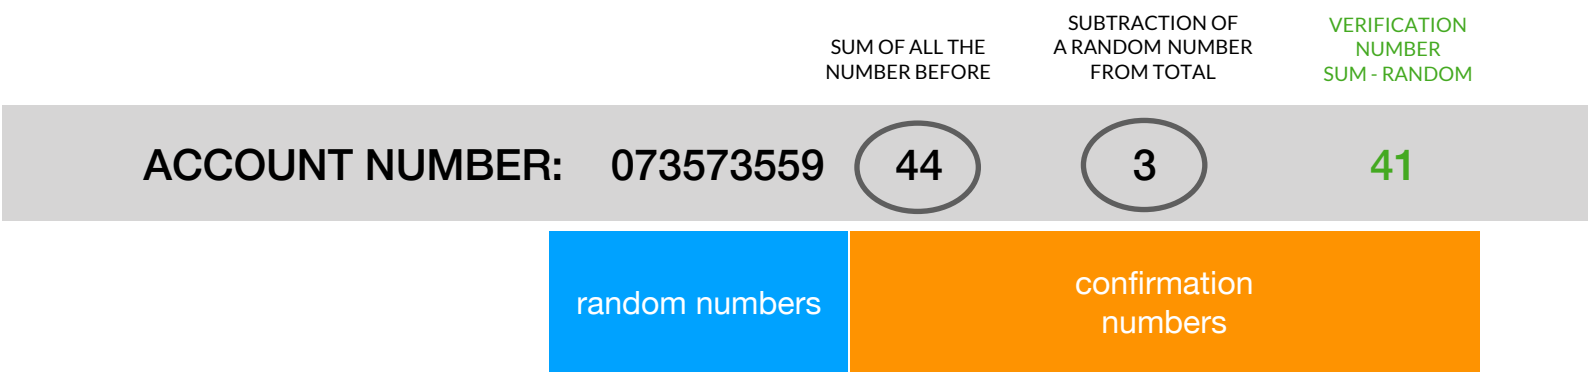 SUM OF ALL THE
NUMBER BEFORE
SUBTRACTION OF
A RANDOM NUMBER
FROM TOTAL
VERIFICATION
NUMBER
SUM - RANDOM
ACCOUNT NUMBER: 073573559 44 3 41
random numbers
confirmation
numbers